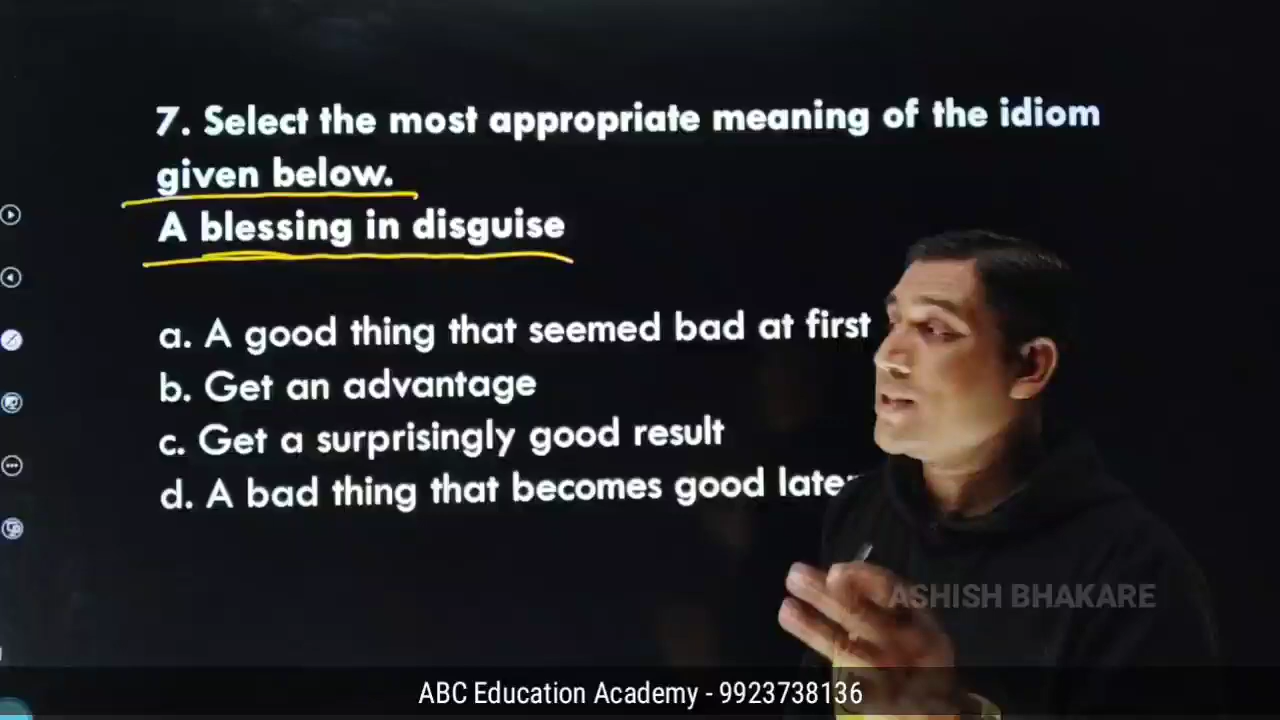 7. Select the most appropriate meaning of the idiom
given below.
A blessing in disguise
a. A good thing that seemed bad at first
b. Get an advantage
c. Get a surprisingly good result
d. A bad thing that becomes good later
ASHISH BHAKARE
ABC Education Academy - 9923738136